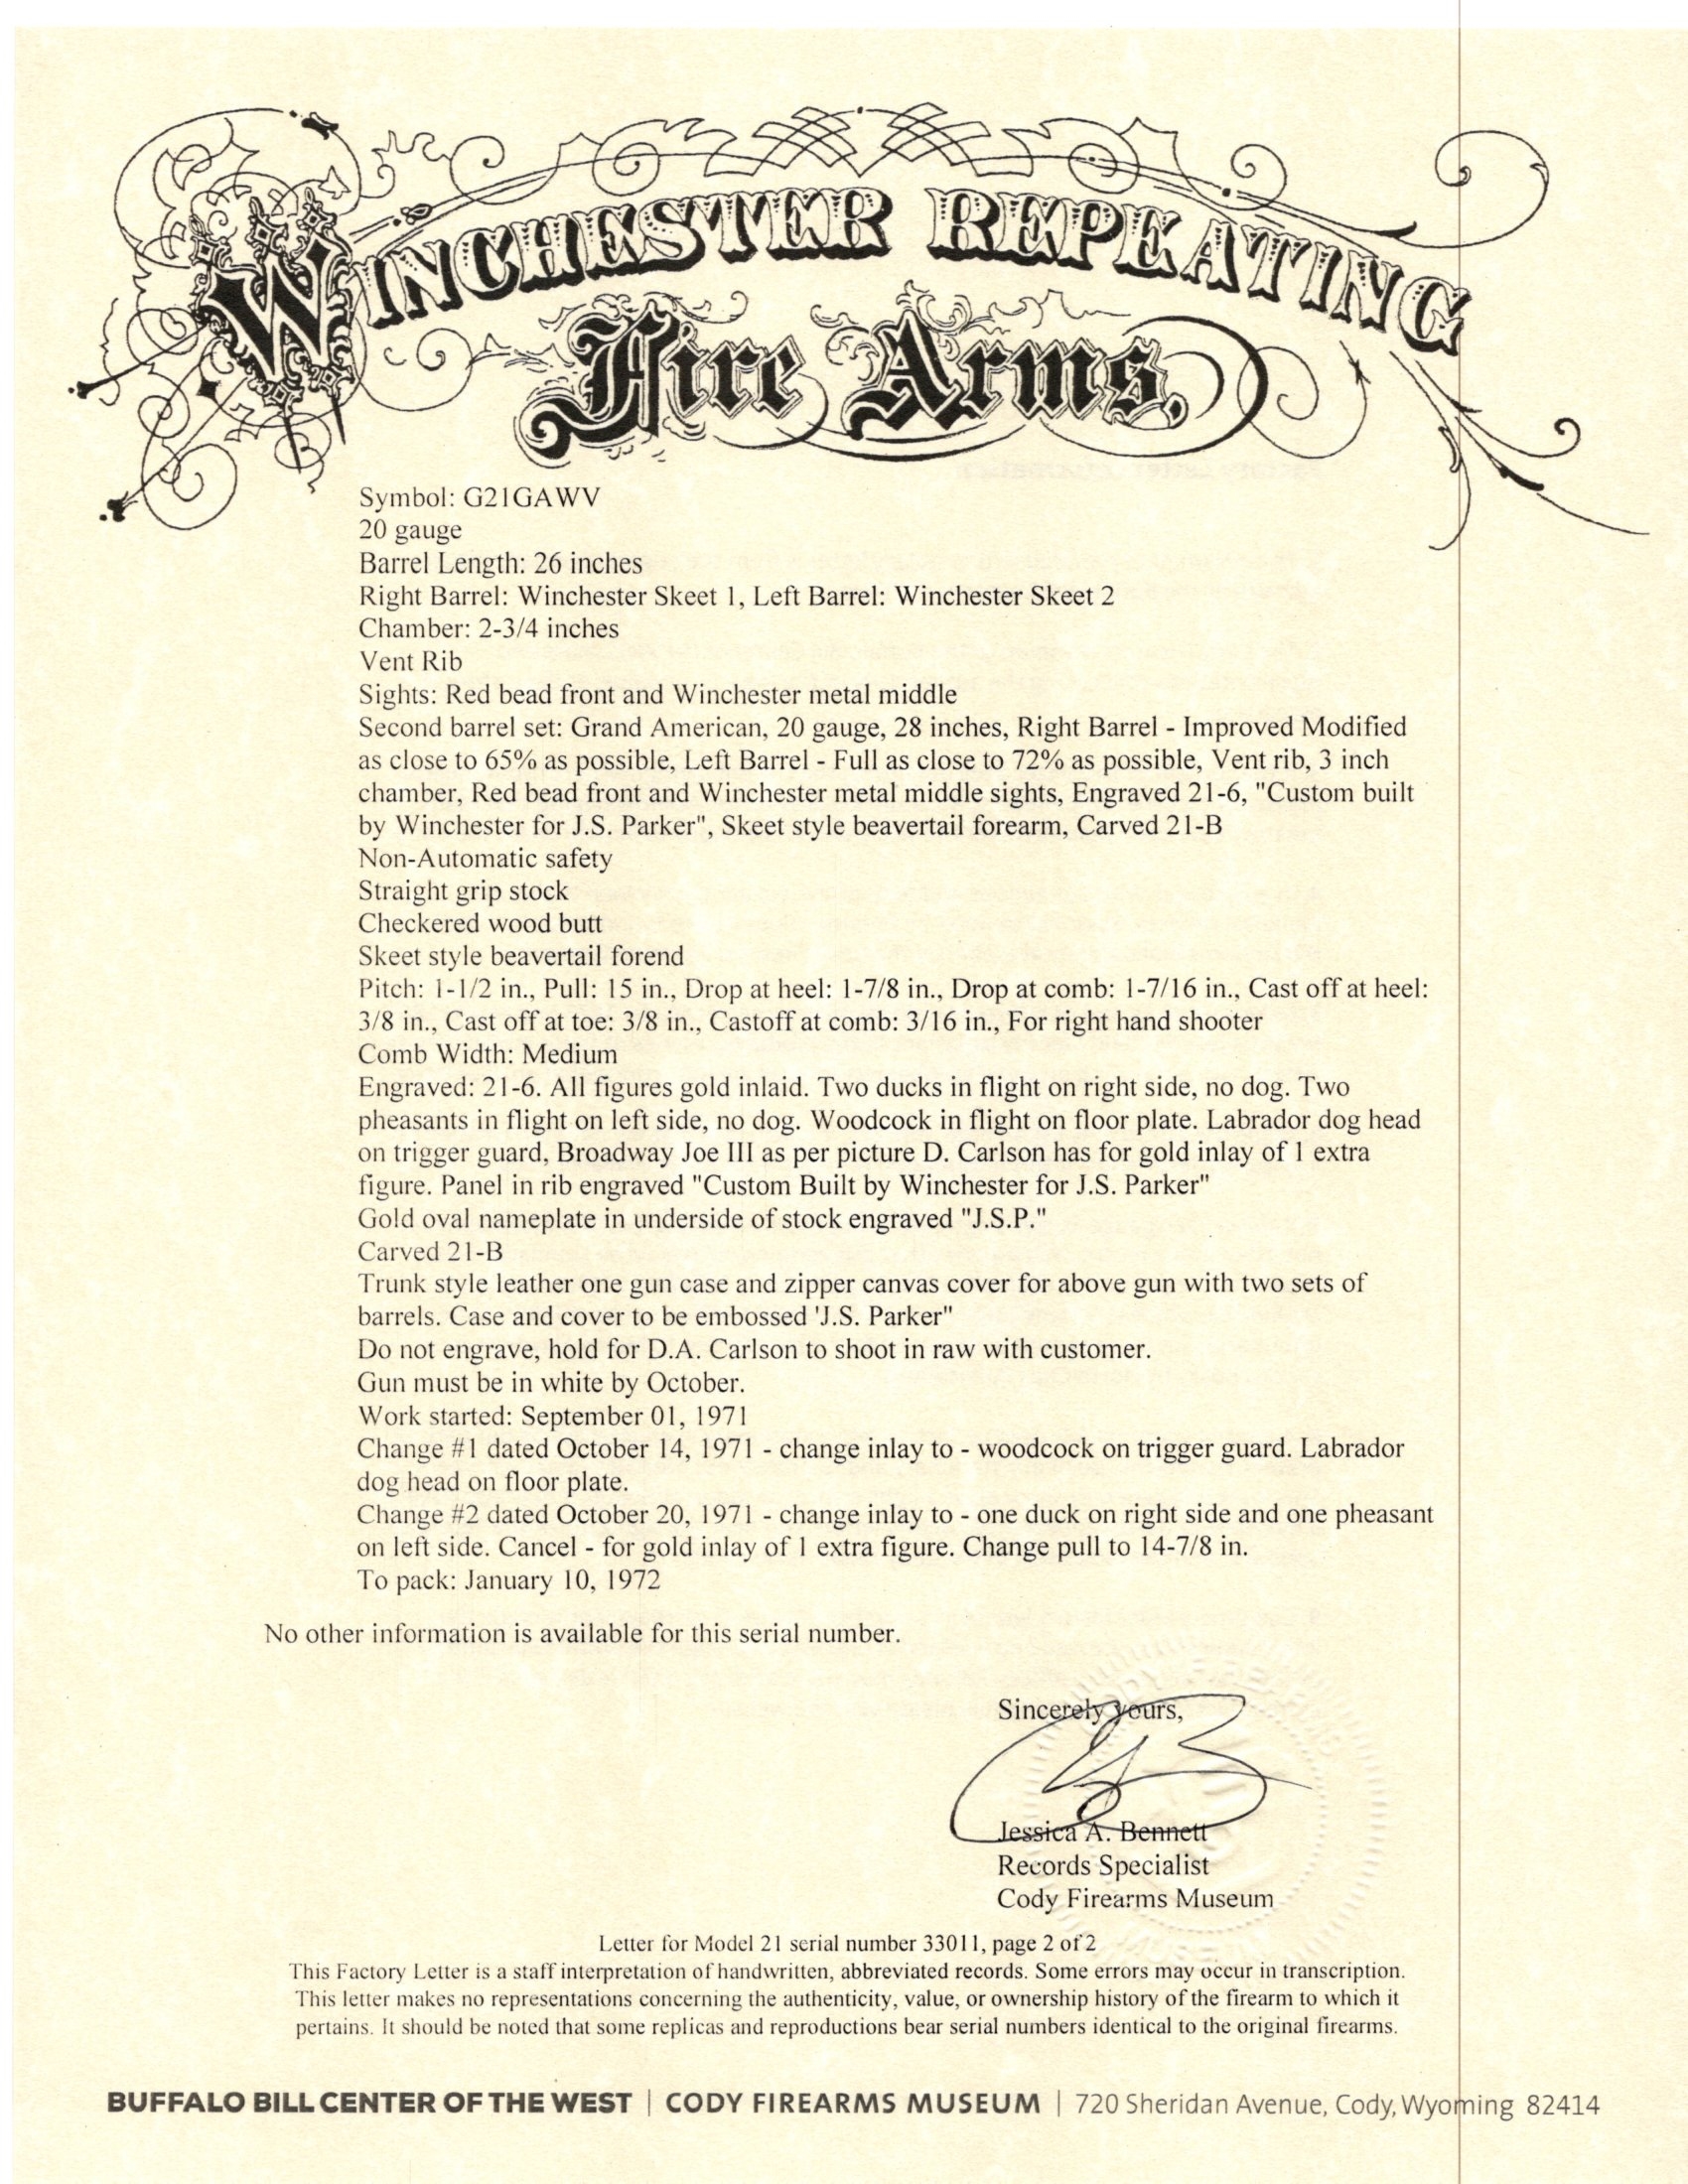 WINCHESTER REPEATING
Fire Arms.
Symbol: G21GAWV
20 gauge
Barrel Length: 26 inches
Right Barrel: Winchester Skeet 1, Left Barrel: Winchester Skeet 2
Chamber: 2-3/4 inches
Vent Rib
Sights: Red bead front and Winchester metal middle
Second barrel set: Grand American, 20 gauge, 28 inches, Right Barrel - Improved Modified
as close to 65% as possible, Left Barrel - Full as close to 72% as possible, Vent rib, 3 inch
chamber, Red bead front and Winchester metal middle sights, Engraved 21-6, "Custom built
by Winchester for J.S. Parker", Skeet style beavertail forearm, Carved 21-B
Non-Automatic safety
Straight grip stock
Checkered wood butt
Skeet style beavertail forend
Pitch: 1-1/2 in., Pull: 15 in., Drop at heel: 1-7/8 in., Drop at comb: 1-7/16 in., Cast off at heel:
3/8 in., Cast off at toe: 3/8 in., Castoff at comb: 3/16 in., For right hand shooter
Comb Width: Medium
Engraved: 21-6. All figures gold inlaid. Two ducks in flight on right side, no dog. Two
pheasants in flight on left side, no dog. Woodcock in flight on floor plate. Labrador dog head
on trigger guard, Broadway Joe III as per picture D. Carlson has for gold inlay of 1 extra
figure. Panel in rib engraved "Custom Built by Winchester for J.S. Parker"
Gold oval nameplate in underside of stock engraved "J.S.P."
Carved 21-B
Trunk style leather one gun case and zipper canvas cover for above gun with two sets of
barrels. Case and cover to be embossed 'J.S. Parker"
Do not engrave, hold for D.A. Carlson to shoot in raw with customer.
Gun must be in white by October.
Work started: September 01, 1971
Change #1 dated October 14, 1971 - change inlay to - woodcock on trigger guard. Labrador
dog head on floor plate.
Change #2 dated October 20, 1971 - change inlay to - one duck on right side and one pheasant
on left side. Cancel - for gold inlay of 1 extra figure. Change pull to 14-7/8 in.
To pack: January 10, 1972
No other information is available for this serial number.
Sincerely yours,
Jessica A. Bennett
Records Specialist
Cody Firearms Museum
Letter for Model 21 serial number 33011, page 2 of 2
This Factory Letter is a staff interpretation of handwritten, abbreviated records. Some errors may occur in transcription.
This letter makes no representations concerning the authenticity, value, or ownership history of the firearm to which it
pertains. It should be noted that some replicas and reproductions bear serial numbers identical to the original firearms.
BUFFALO BILL CENTER OF THE WEST | CODY FIREARMS MUSEUM | 720 Sheridan Avenue, Cody, Wyoming 82414